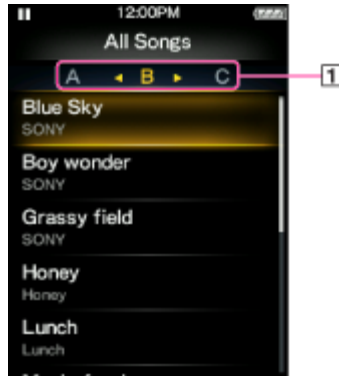 12:00PM
All Songs
A ◂ B ▸ C
1
Blue Sky
SONY
Boy wonder
SONY
Grassy field
SONY
Honey
Honey
Lunch
Lunch